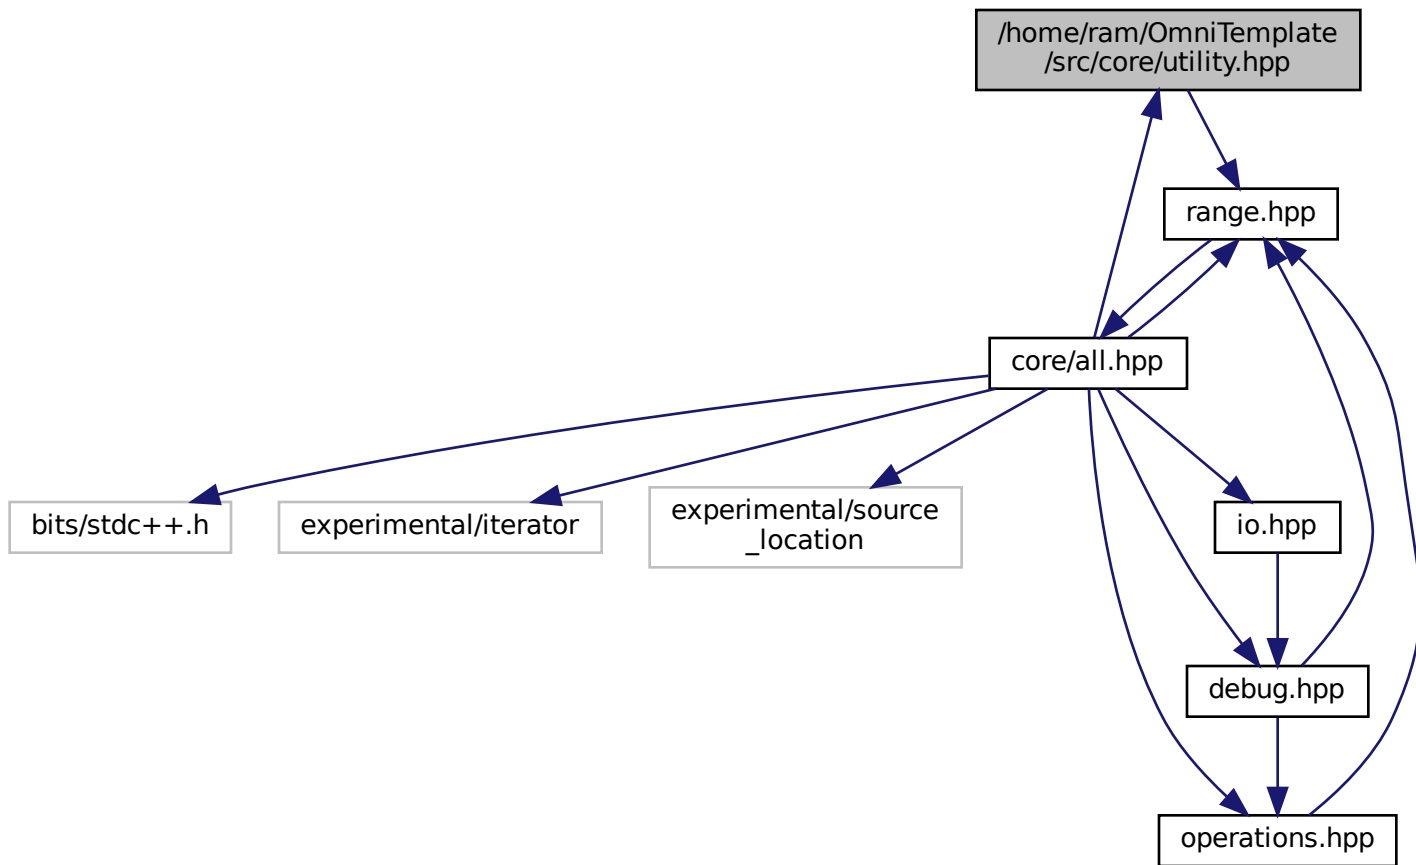 /home/ram/OmniTemplate
/src/core/utility.hpp
range.hpp
core/all.hpp
bits/stdc++.h
experimental/iterator
experimental/source
_location
io.hpp
debug.hpp
operations.hpp